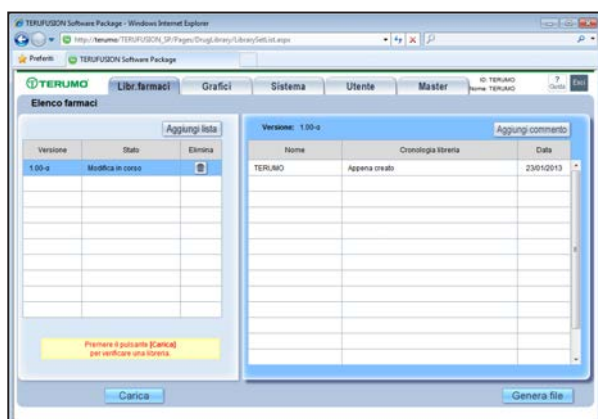 TERUFUSION Software Package - Windows Internet Explorer
http://terumo/TERUFUSION_SP/Pages/DrugLibrary/LibrarySetList.aspx
Preferiti TERUFUSION Software Package
TERUMO Libr.farmaci Grafici Sistema Utente Master ID: TERUMO ? Esci
Nome: TERUMO Guida
Elenco farmaci
Aggiungi lista Versione: 1.00-α Aggiungi commento
Versione Stato Elimina Nome Cronologia libreria Data
1.00-α Modifica in corso TERUMO Appena creato 23/01/2013
Premere il pulsante [Carica]
per verificare una libreria.
Carica Genera file